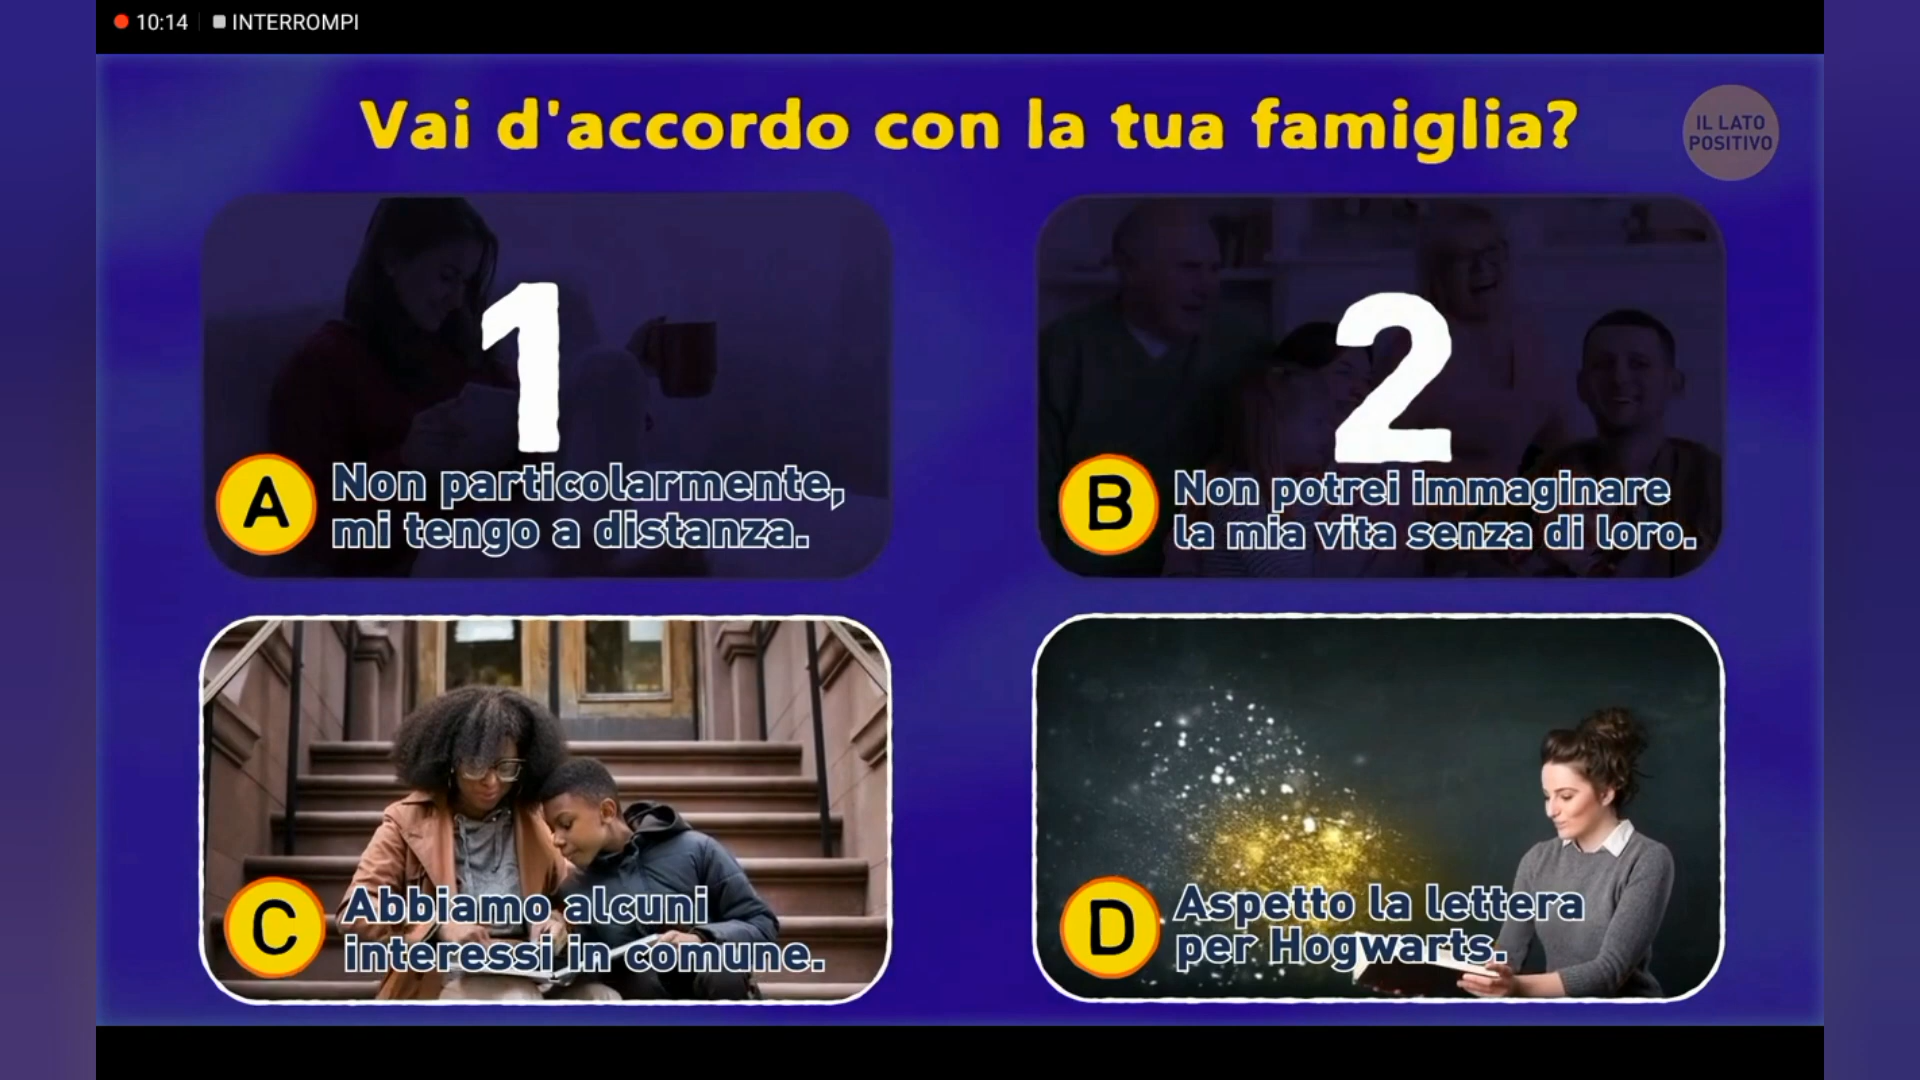 10:14 INTERROMPI
Vai d'accordo con la tua famiglia?
IL LATO
POSITIVO
1
A
Non particolarmente,
mi tengo a distanza.
2
B
Non potrei immaginare
la mia vita senza di loro.
C
Abbiamo alcuni
interessi in comune.
D
Aspetto la lettera
per Hogwarts.